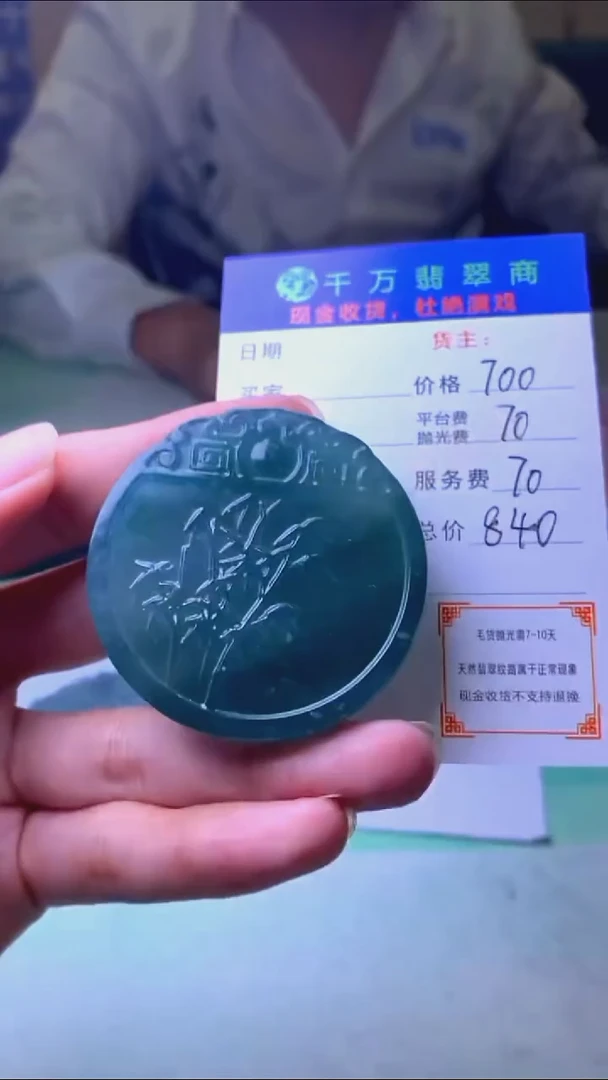 千万翡翠商
现金收货，杜绝演戏
日期
货主：
买家
价格 700
平台费
抛光费 70
服务费 70
总价 840
毛货抛光需7-10天
天然翡翠纹路属于正常现象
现金收货不支持退换